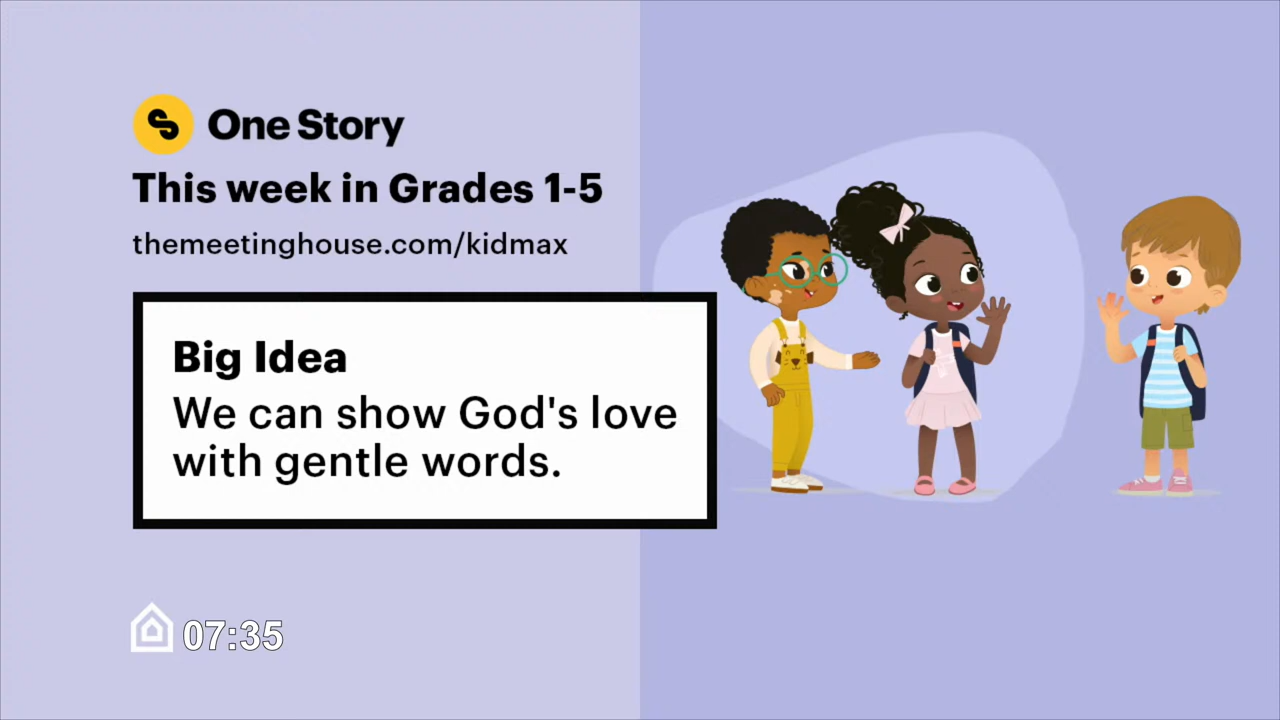 One Story
This week in Grades 1-5
themeetinghouse.com/kidmax
Big Idea
We can show God's love
with gentle words.
07:35